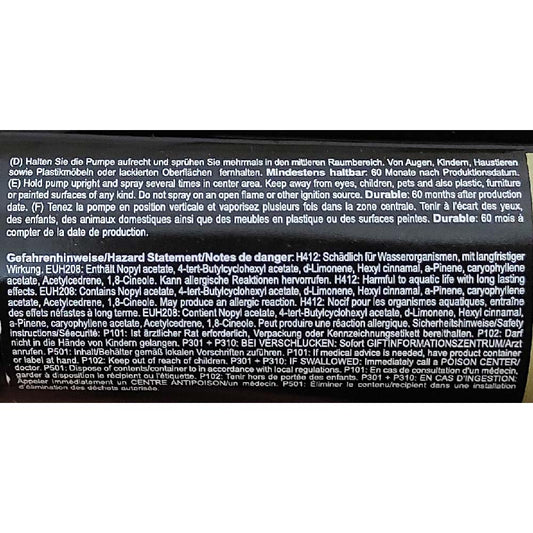 (D) Halten Sie die Pumpe aufrecht und sprühen Sie mehrmals in den mittleren Raumbereich. Von Augen, Kindern, Haustieren
sowie Plastikmöbeln oder lackierten Oberflächen fernhalten. Mindestens haltbar: 60 Monate nach Produktionsdatum.
(E) Hold pump upright and spray several times in center area. Keep away from eyes, children, pets and also plastic, furniture
or painted surfaces of any kind. Do not spray on an open flame or other ignition source. Durable: 60 months after production
date. (F) Tenez la pompe en position verticale et vaporisez plusieurs fois dans la zone centrale. Tenir à l'écart des yeux,
des enfants, des animaux domestiques ainsi que des meubles en plastique ou des surfaces peintes. Durable: 60 mois à
compter de la date de production.
Gefahrenhinweise/Hazard Statement/Notes de danger: H412: Schädlich für Wasserorganismen, mit langfristiger
Wirkung. EUH208: Enthält Nopyl acetate, 4-tert-Butylcyclohexyl acetate, d-Limonene, Hexyl cinnamal, a-Pinene, caryophyllene
acetate, Acetylcedrene, 1,8-Cineole. Kann allergische Reaktionen hervorrufen. H412: Harmful to aquatic life with long lasting
effects. EUH208: Contains Nopyl acetate, 4-tert-Butylcyclohexyl acetate, d-Limonene, Hexyl cinnamal, a-Pinene, caryophyllene
acetate, Acetylcedrene, 1,8-Cineole. May produce an allergic reaction. H412: Nocif pour les organismes aquatiques, entraîne
des effets néfastes à long terme. EUH208: Contient Nopyl acetate, 4-tert-Butylcyclohexyl acetate, d-Limonene, Hexyl cinnamal,
a-Pinene, caryophyllene acetate, Acetylcedrene, 1,8-Cineole. Peut produire une réaction allergique. Sicherheitshinweise/Safety
Instructions/Séecurité: P101: Ist ärztlicher Rat erforderlich, Verpackung oder Kennzeichnungsetikett bereithalten. P102: Darf
nicht in die Hände von Kindern gelangen. P301 + P310: BEI VERSCHLUCKEN: Sofort GIFTINFORMATIONSZENTRUM/Arzt
anrufen. P501: Inhalt/Behälter gemäß lokalen Vorschriften zuführen. P101: If medical advice is needed, have product container
or label at hand. P102: Keep out of reach of children. P301 + P310: IF SWALLOWED: Immediately call a POISON CENTER/
doctor. P501: Dispose of contents/container to in accordance with local regulations. P101: En cas de consultation d'un médecin,
garder à disposition le récipient ou l'étiquette. P102: Tenir hors de portée des enfants. P301 + P310: EN CAS D'INGESTION:
Appeler immédiatement un CENTRE ANTIPOISON/un médecin. P501: Éliminer le contenu/recipient dans une installation
d'élimination des déchets autorisée.